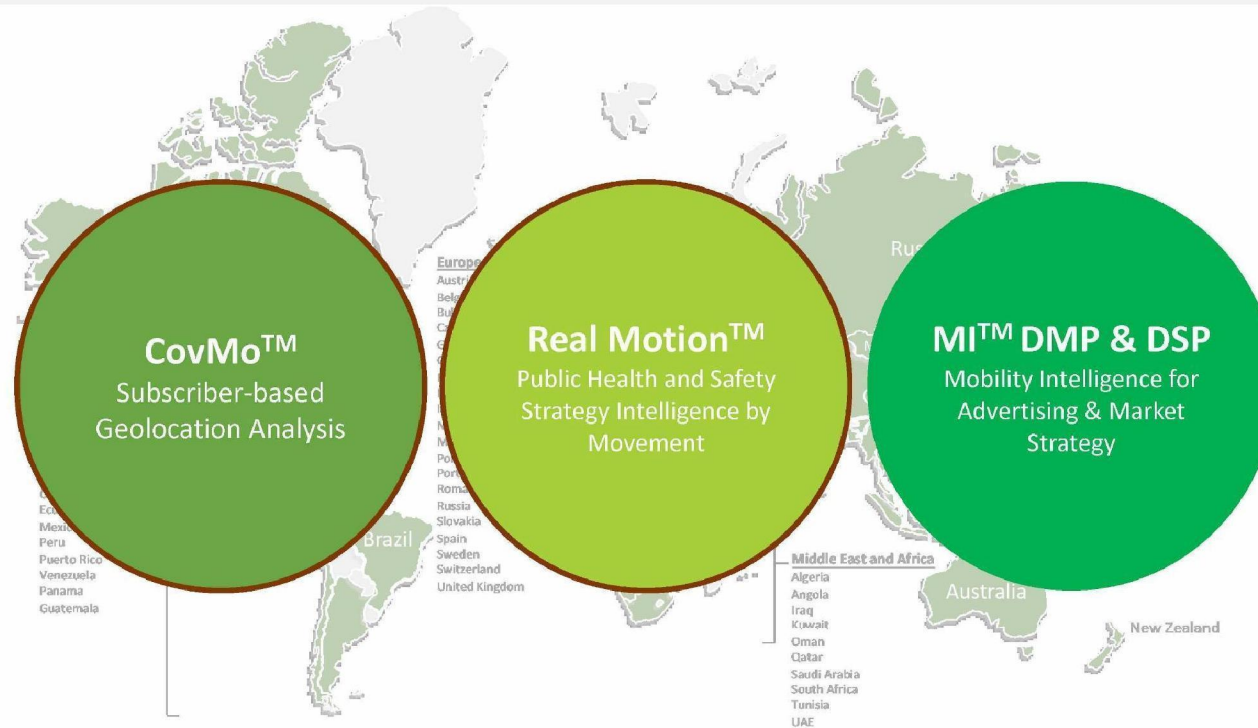 CovMo™
Subscriber-based
Geolocation Analysis
Real Motion™
Public Health and Safety
Strategy Intelligence by
Movement
MI™ DMP & DSP
Mobility Intelligence for
Advertising & Market
Strategy
Europe
Russia
Slovakia
Spain
Sweden
Switzerland
United Kingdom
Peru
Puerto Rico
Venezuela
Panama
Guatemala
Brazil
Middle East and Africa
Algeria
Angola
Iraq
Kuwait
Oman
Qatar
Saudi Arabia
South Africa
Tunisia
UAE
Australia
New Zealand